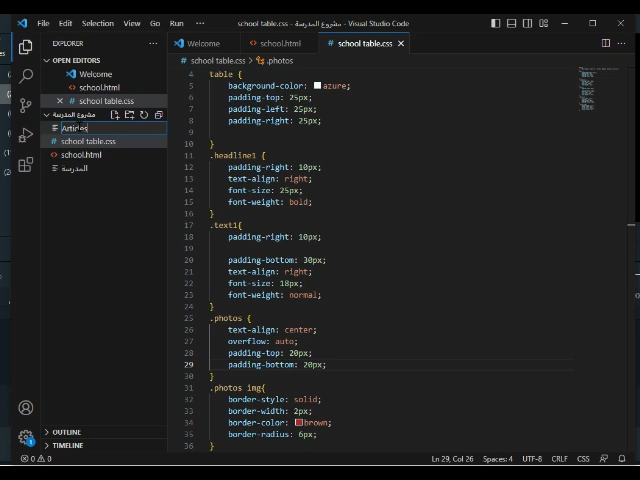 File Edit Selection View Go Run ··· school table.css - مشروع المدرسة - Visual Studio Code
EXPLORER ···
Welcome school.html school table.css
school table.css > .photos
OPEN EDITORS
Welcome
school.html
school table.css
مشروع المدرسة
Articles
school table.css
school.html
المدرسة
OUTLINE
TIMELINE
4 table {
5 background-color: azure;
6 padding-top: 25px;
7 padding-left: 25px;
8 padding-right: 25px;
9
10 }
11 .headline1 {
12 padding-right: 10px;
13 text-align: right;
14 font-size: 25px;
15 font-weight: bold;
16 }
17 .text1{
18 padding-right: 10px;
19
20 padding-bottom: 30px;
21 text-align: right;
22 font-size: 18px;
23 font-weight: normal;
24 }
25 .photos {
26 text-align: center;
27 overflow: auto;
28 padding-top: 20px;
29 padding-bottom: 20px;
30 }
31 .photos img{
32 border-style: solid;
33 border-width: 2px;
34 border-color: brown;
35 border-radius: 6px;
36 }
1
0 0 Ln 29, Col 26 Spaces: 4 UTF-8 CRLF CSS